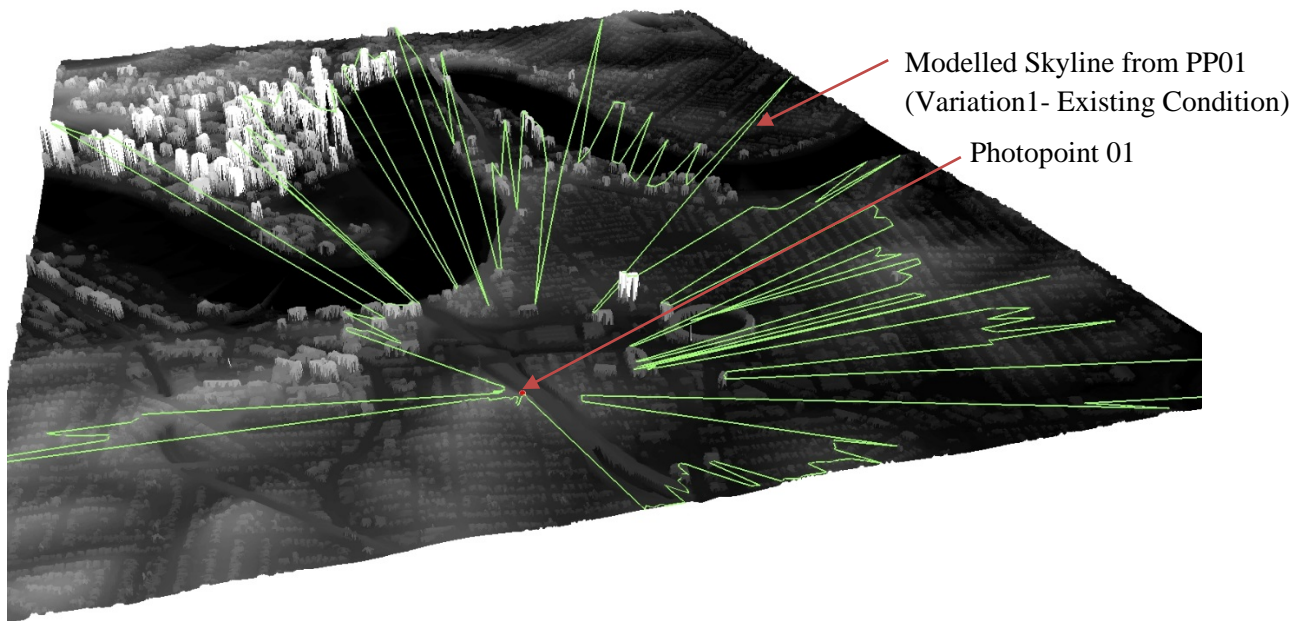 Modelled Skyline from PP01
(Variation1- Existing Condition)
Photopoint 01